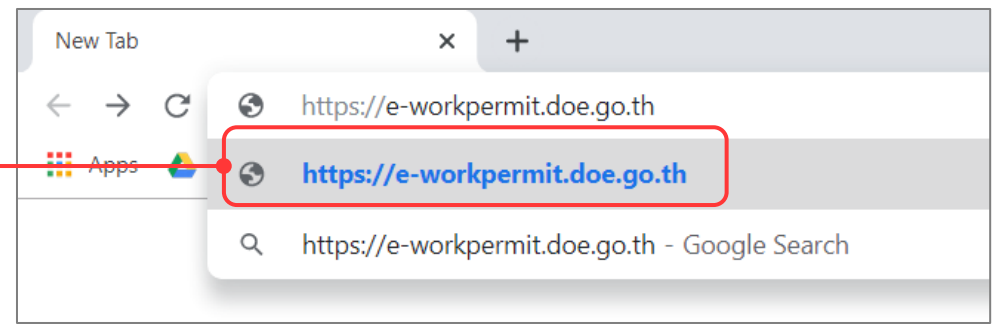 New Tab
https://e-workpermit.doe.go.th
Apps
https://e-workpermit.doe.go.th
https://e-workpermit.doe.go.th - Google Search